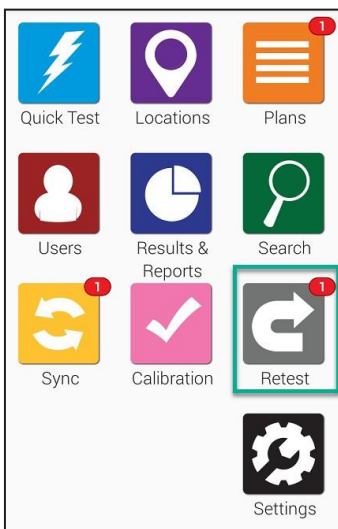 1
Quick Test
Locations
Plans
Users
Results &
Reports
Search
1
1
Sync
Calibration
Retest
Settings